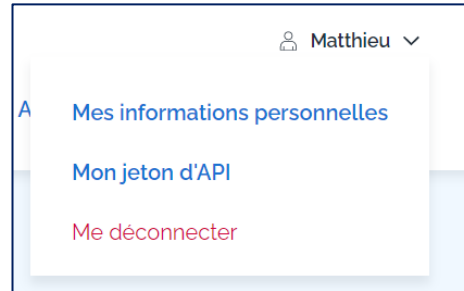 Matthieu
A
Mes informations personnelles
Mon jeton d'API
Me déconnecter